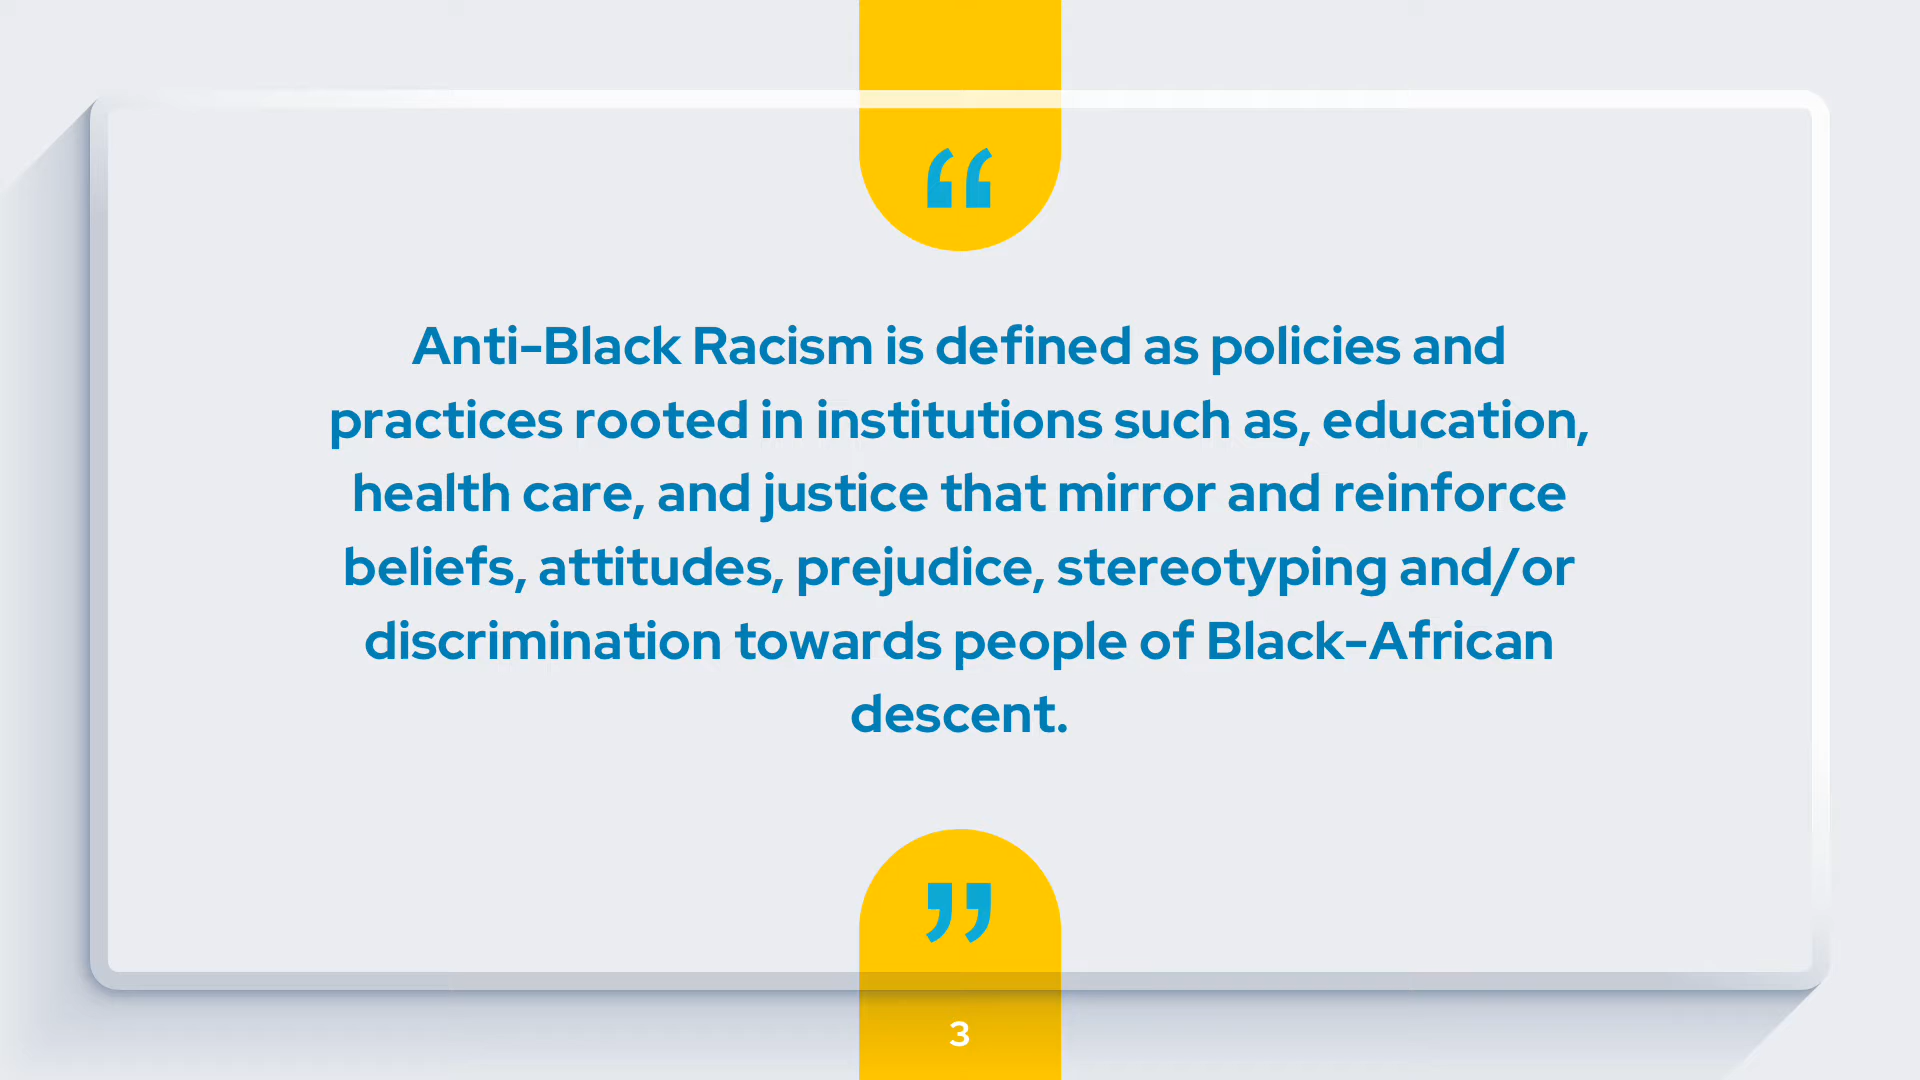 “
Anti-Black Racism is defined as policies and
practices rooted in institutions such as, education,
health care, and justice that mirror and reinforce
beliefs, attitudes, prejudice, stereotyping and/or
discrimination towards people of Black-African
descent.
”
3